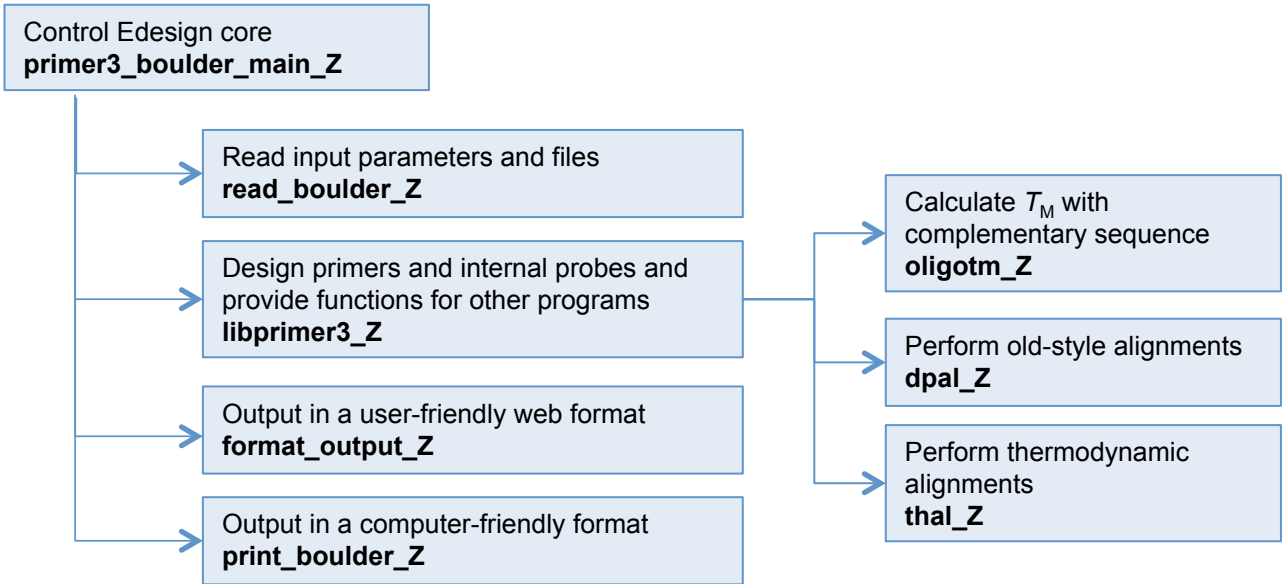 Control Edesign core
primer3_boulder_main_Z
Read input parameters and files
read_boulder_Z
Design primers and internal probes and
provide functions for other programs
libprimer3_Z
Output in a user-friendly web format
format_output_Z
Output in a computer-friendly format
print_boulder_Z
Calculate TM with
complementary sequence
oligotm_Z
Perform old-style alignments
dpal_Z
Perform thermodynamic
alignments
thal_Z